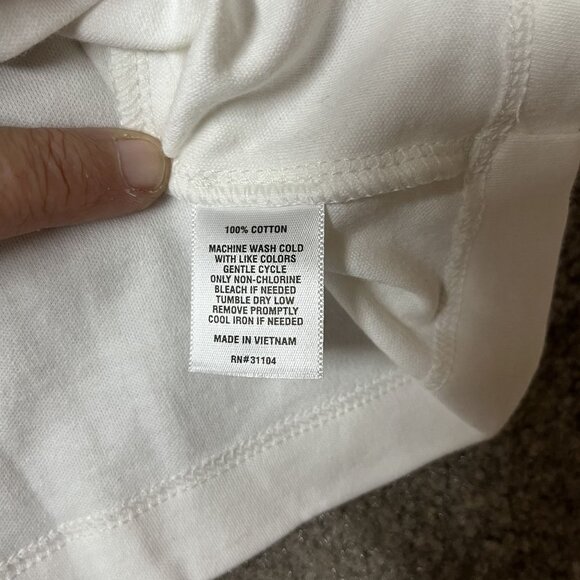 100% COTTON
MACHINE WASH COLD
WITH LIKE COLORS
GENTLE CYCLE
ONLY NON-CHLORINE
BLEACH IF NEEDED
TUMBLE DRY LOW
REMOVE PROMPTLY
COOL IRON IF NEEDED
MADE IN VIETNAM
RN#31104